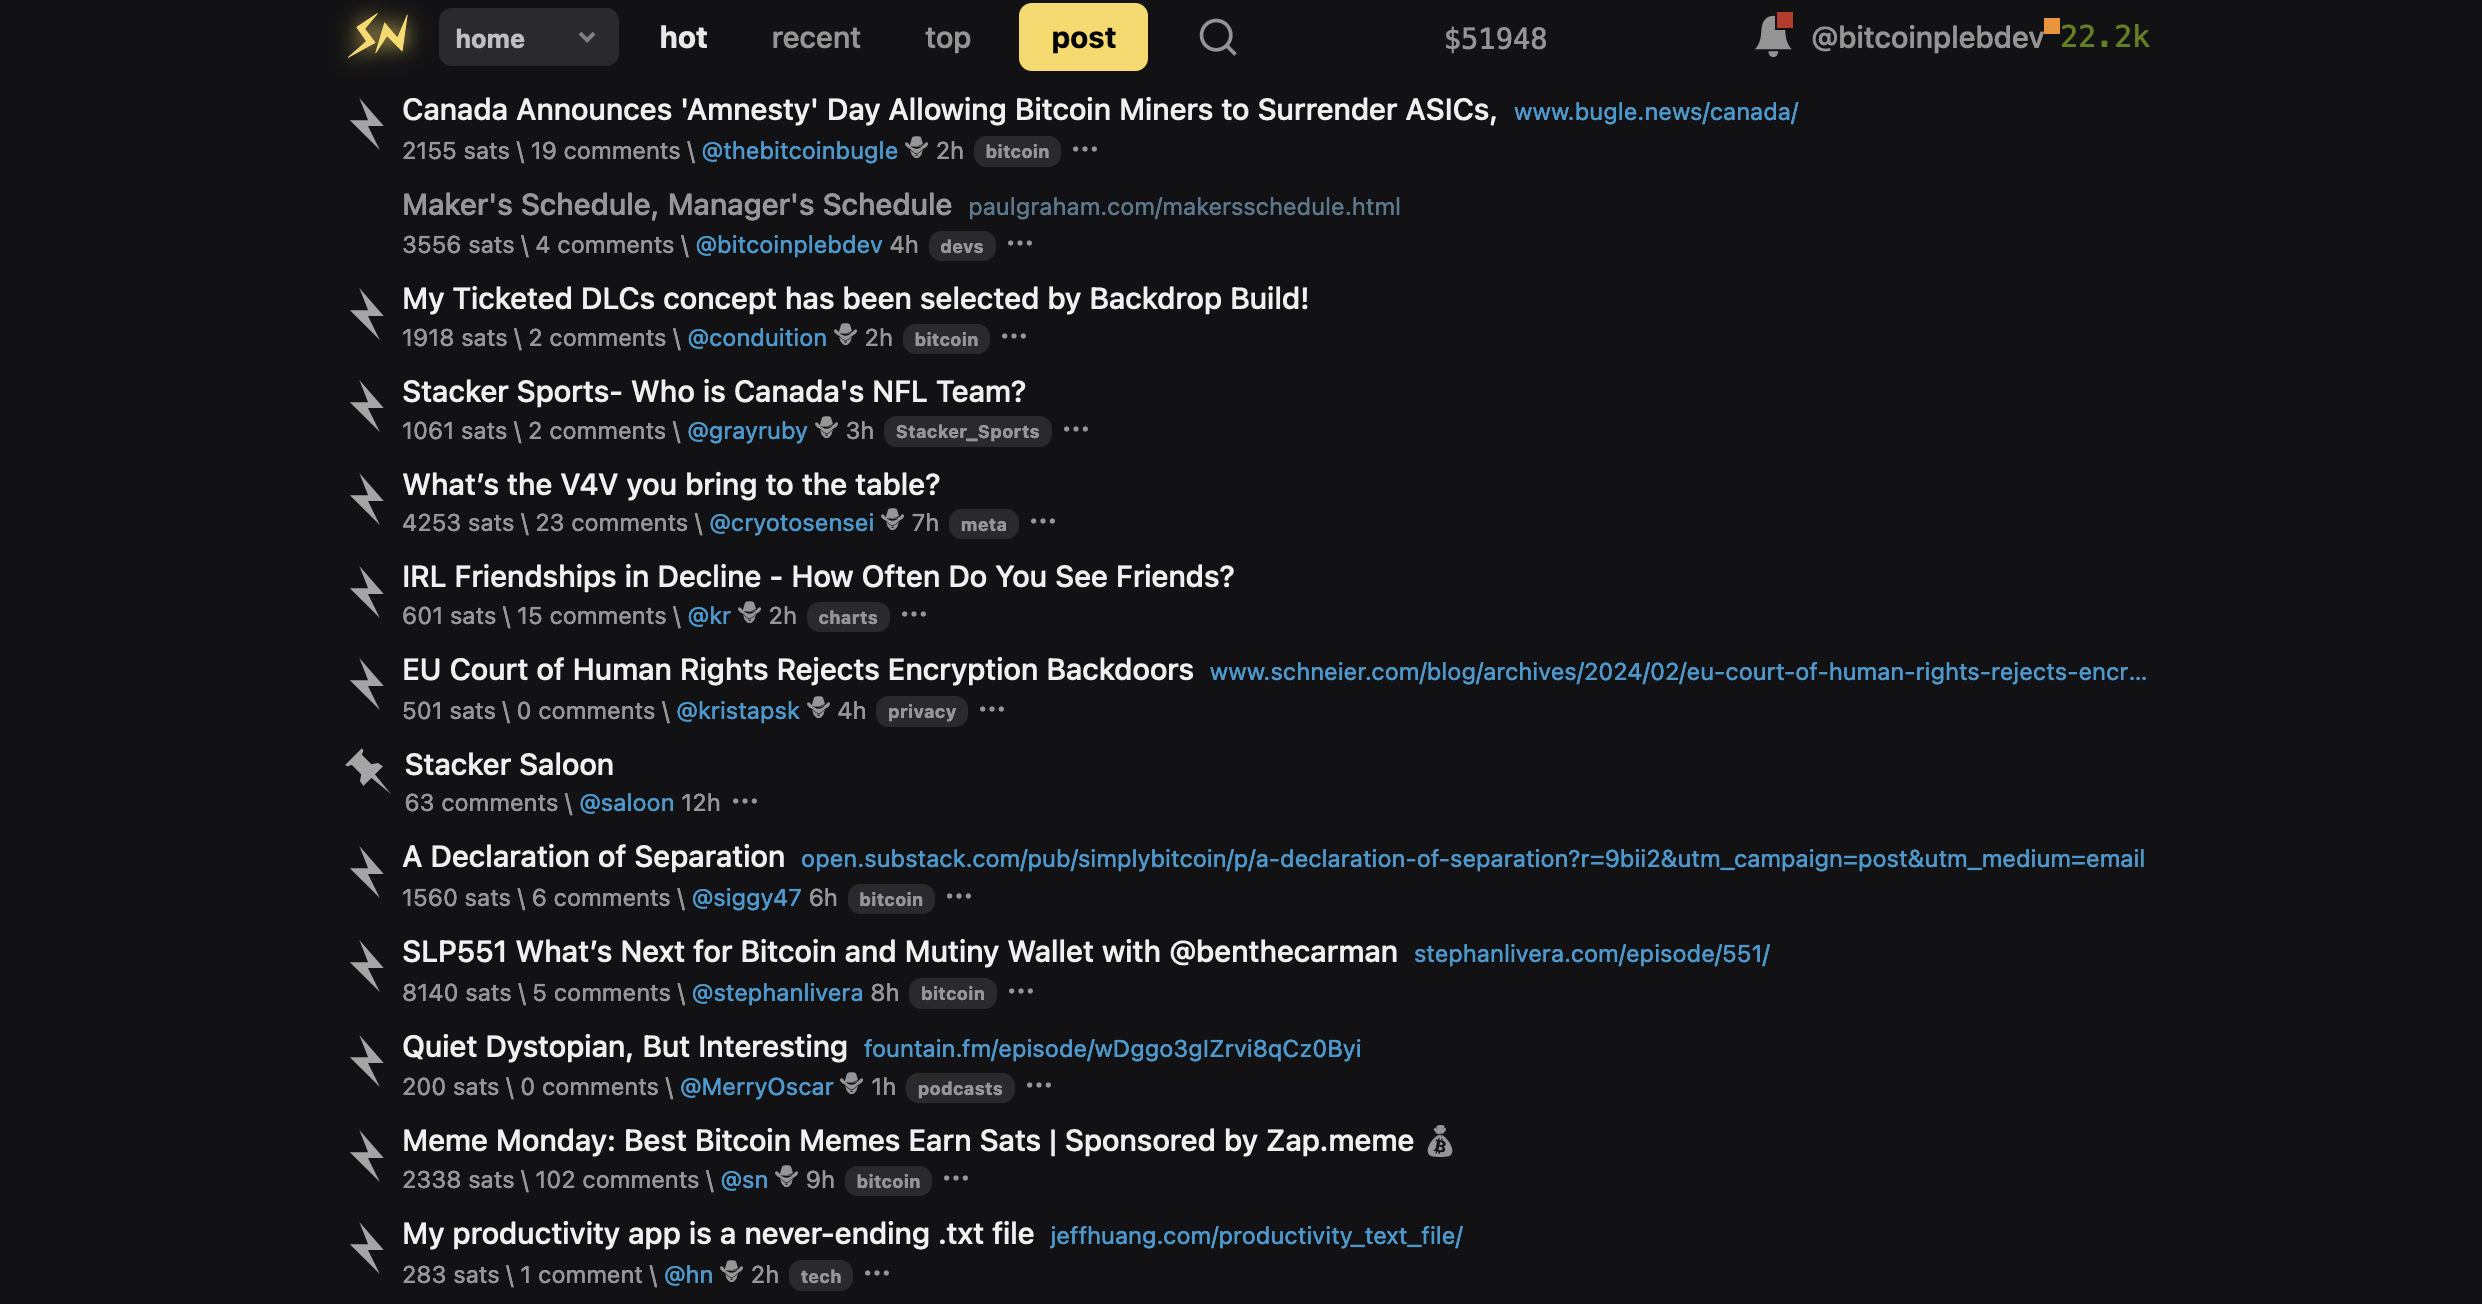 SN home hot recent top post $51948 @bitcoinplebdev 22.2k
Canada Announces 'Amnesty' Day Allowing Bitcoin Miners to Surrender ASICs, www.bugle.news/canada/
2155 sats \ 19 comments \ @thebitcoinbugle 2h bitcoin ...
Maker's Schedule, Manager's Schedule paulgraham.com/makersschedule.html
3556 sats \ 4 comments \ @bitcoinplebdev 4h devs ...
My Ticketed DLCs concept has been selected by Backdrop Build!
1918 sats \ 2 comments \ @conduition 2h bitcoin ...
Stacker Sports- Who is Canada's NFL Team?
1061 sats \ 2 comments \ @grayruby 3h Stacker_Sports ...
What’s the V4V you bring to the table?
4253 sats \ 23 comments \ @cryotosensei 7h meta ...
IRL Friendships in Decline - How Often Do You See Friends?
601 sats \ 15 comments \ @kr 2h charts ...
EU Court of Human Rights Rejects Encryption Backdoors www.schneier.com/blog/archives/2024/02/eu-court-of-human-rights-rejects-encr...
501 sats \ 0 comments \ @kristapsk 4h privacy ...
Stacker Saloon
63 comments \ @saloon 12h ...
A Declaration of Separation open.substack.com/pub/simplybitcoin/p/a-declaration-of-separation?r=9bii2&utm_campaign=post&utm_medium=email
1560 sats \ 6 comments \ @siggy47 6h bitcoin ...
SLP551 What’s Next for Bitcoin and Mutiny Wallet with @benthecarman stephanlivera.com/episode/551/
8140 sats \ 5 comments \ @stephanlivera 8h bitcoin ...
Quiet Dystopian, But Interesting fountain.fm/episode/wDggo3glZrvi8qCz0Byi
200 sats \ 0 comments \ @MerryOscar 1h podcasts ...
Meme Monday: Best Bitcoin Memes Earn Sats | Sponsored by Zap.meme 💰
2338 sats \ 102 comments \ @sn 9h bitcoin ...
My productivity app is a never-ending .txt file jeffhuang.com/productivity_text_file/
283 sats \ 1 comment \ @hn 2h tech ...